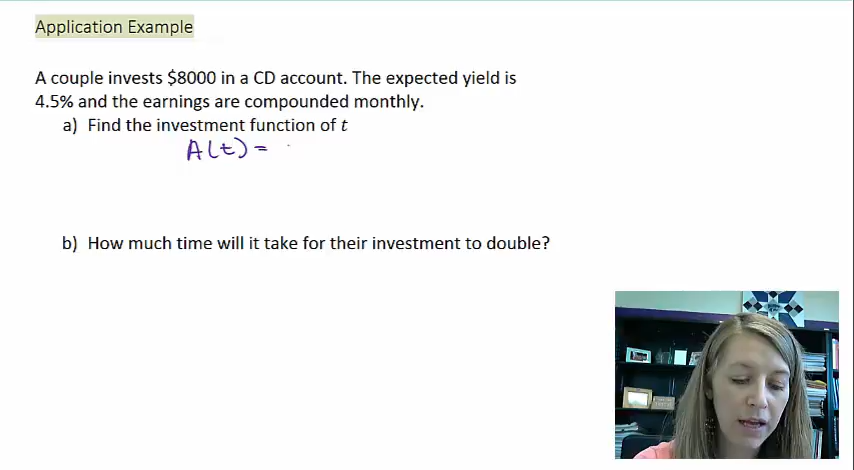 Application Example
A couple invests $8000 in a CD account. The expected yield is
4.5% and the earnings are compounded monthly.
a) Find the investment function of t
A(t) =
b) How much time will it take for their investment to double?